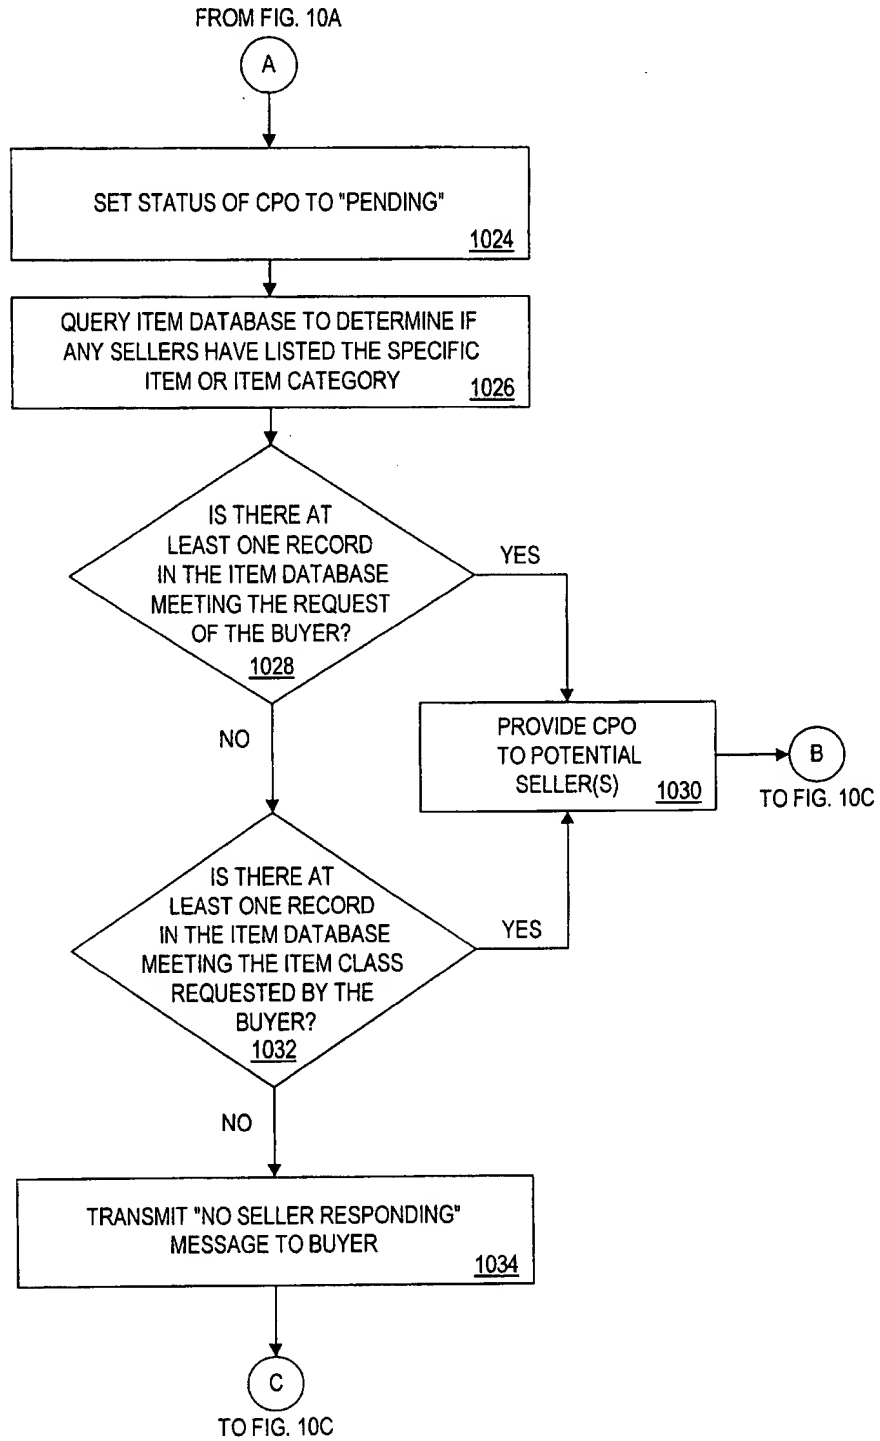 FROM FIG. 10A
A
SET STATUS OF CPO TO "PENDING"
1024
QUERY ITEM DATABASE TO DETERMINE IF
ANY SELLERS HAVE LISTED THE SPECIFIC
ITEM OR ITEM CATEGORY
1026
IS THERE AT
LEAST ONE RECORD
IN THE ITEM DATABASE
MEETING THE REQUEST
OF THE BUYER?
1028
YES
NO
PROVIDE CPO
TO POTENTIAL
SELLER(S)
1030
B
TO FIG. 10C
IS THERE AT
LEAST ONE RECORD
IN THE ITEM DATABASE
MEETING THE ITEM CLASS
REQUESTED BY THE
BUYER?
1032
YES
NO
TRANSMIT "NO SELLER RESPONDING"
MESSAGE TO BUYER
1034
C
TO FIG. 10C